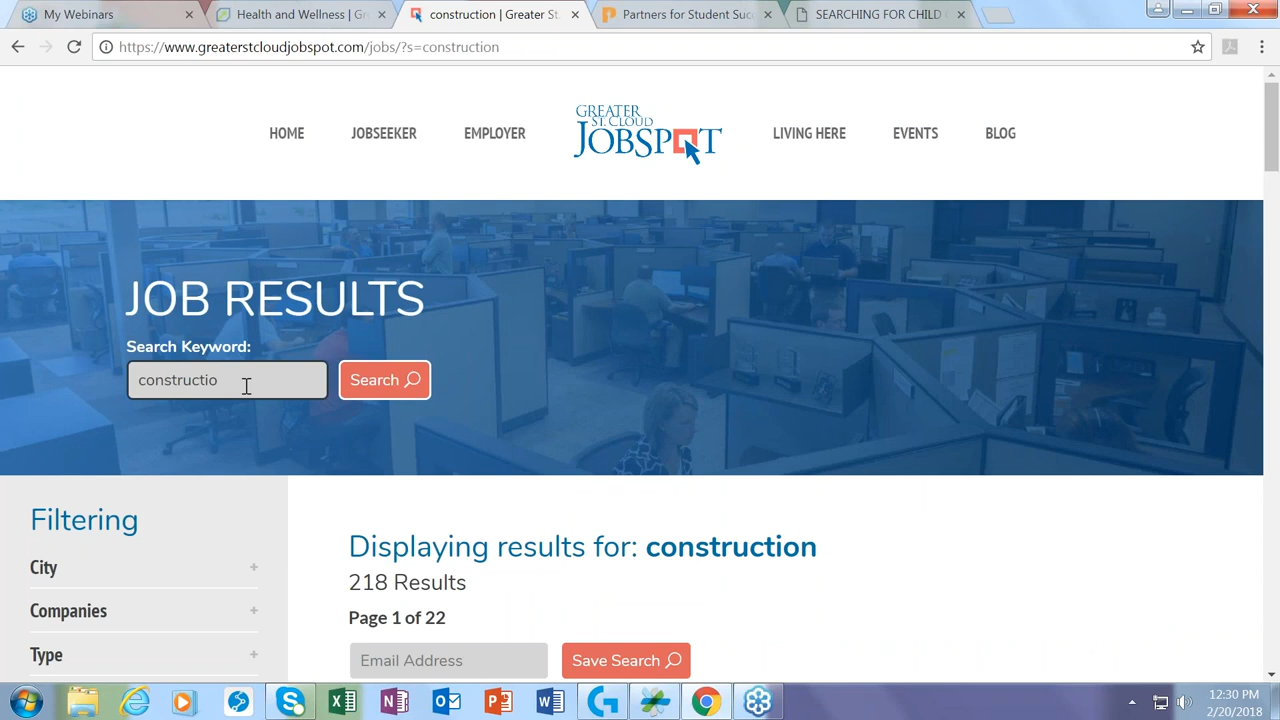 My Webinars
Health and Wellness | Gr
construction | Greater St
Partners for Student Suc
SEARCHING FOR CHILD
https://www.greaterstcloudjobspot.com/jobs/?s=construction
HOME
JOBSEEKER
EMPLOYER
GREATER
ST. CLOUD
JOBSPOT
LIVING HERE
EVENTS
BLOG
JOB RESULTS
Search Keyword:
constructio
Search
Filtering
City
Companies
Type
Displaying results for: construction
218 Results
Page 1 of 22
Email Address
Save Search
12:30 PM
2/20/2018